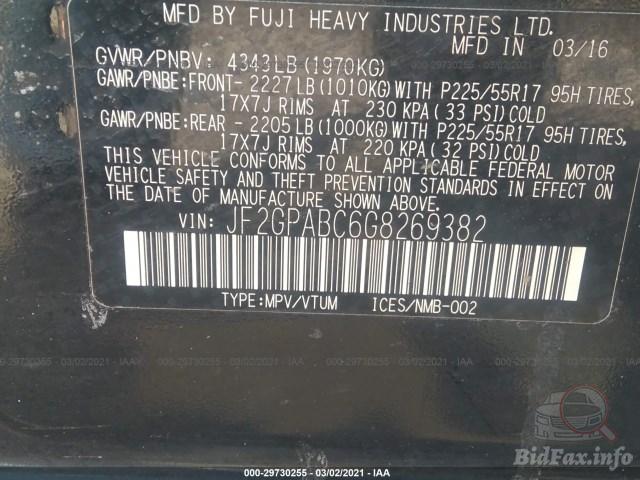 MFD BY FUJI HEAVY INDUSTRIES LTD.
MFD IN 03/16
GVWR/PNBV: 4343LB(1970KG)
GAWR/PNBE:FRONT- 2227LB(1010KG)WITH P225/55R17 95H TIRES,
17X7J RIMS AT 230 KPA(33 PSI)COLD
GAWR/PNBE:REAR - 2205LB(1000KG)WITH P225/55R17 95H TIRES,
17X7J RIMS AT 220 KPA(32 PSI)COLD
THIS VEHICLE CONFORMS TO ALL APPLICABLE FEDERAL MOTOR
VEHICLE SAFETY AND THEFT PREVENTION STANDARDS IN EFFECT ON
THE DATE OF MANUFACTURE SHOWN ABOVE.
VIN: JF2GPABC6G8269382
TYPE:MPV/VTUM ICES/NMB-002
BidFax.info
000-29730255 - 03/02/2021 - IAA